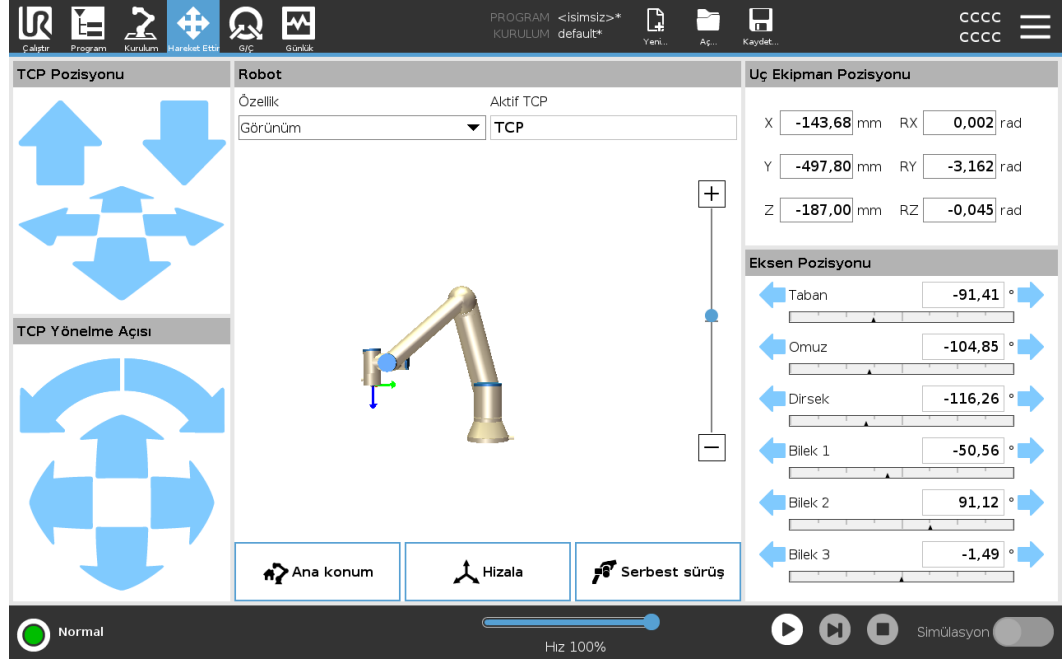 UR
PROGRAM <isimsiz>*
KURULUM default*
CCCC
CCCC
Çalıştır Program Kurulum Hareket Ettir G/Ç Günlük Yeni... Aç... Kaydet...
TCP Pozisyonu
Robot
Uç Ekipman Pozisyonu
Özellik Aktif TCP
Görünüm TCP
X -143,68 mm RX 0,002 rad
Y -497,80 mm RY -3,162 rad
Z -187,00 mm RZ -0,045 rad
Eksen Pozisyonu
Taban -91,41 °
TCP Yönelme Açısı
Omuz -104,85 °
Dirsek -116,26 °
Bilek 1 -50,56 °
Bilek 2 91,12 °
Bilek 3 -1,49 °
Ana konum Hizala Serbest sürüş
Normal
Hız 100%
Simülasyon